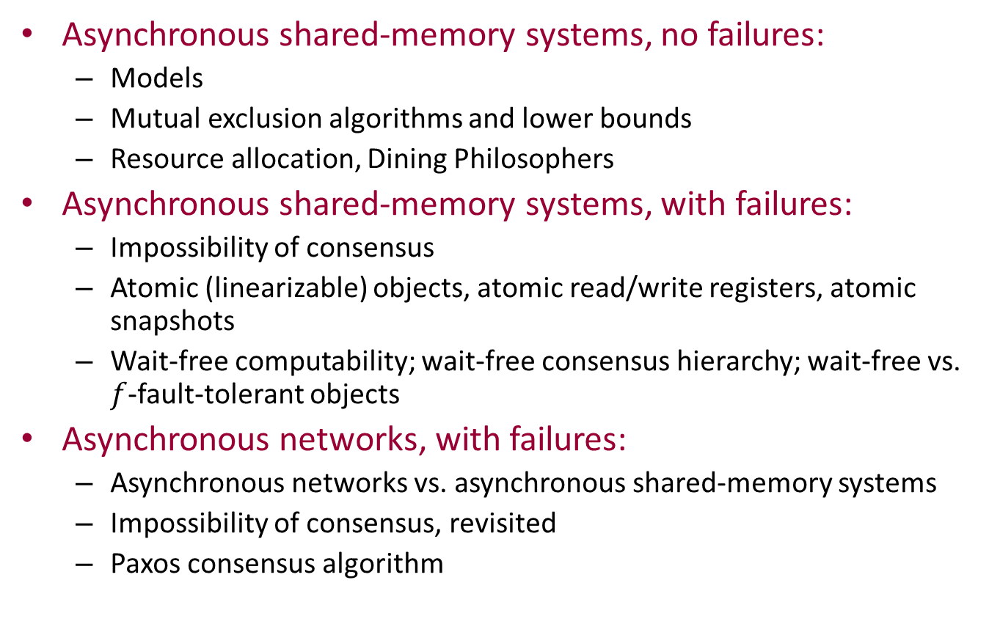 • Asynchronous shared-memory systems, no failures:
– Models
– Mutual exclusion algorithms and lower bounds
– Resource allocation, Dining Philosophers
• Asynchronous shared-memory systems, with failures:
– Impossibility of consensus
– Atomic (linearizable) objects, atomic read/write registers, atomic
snapshots
– Wait-free computability; wait-free consensus hierarchy; wait-free vs.
f-fault-tolerant objects
• Asynchronous networks, with failures:
– Asynchronous networks vs. asynchronous shared-memory systems
– Impossibility of consensus, revisited
– Paxos consensus algorithm